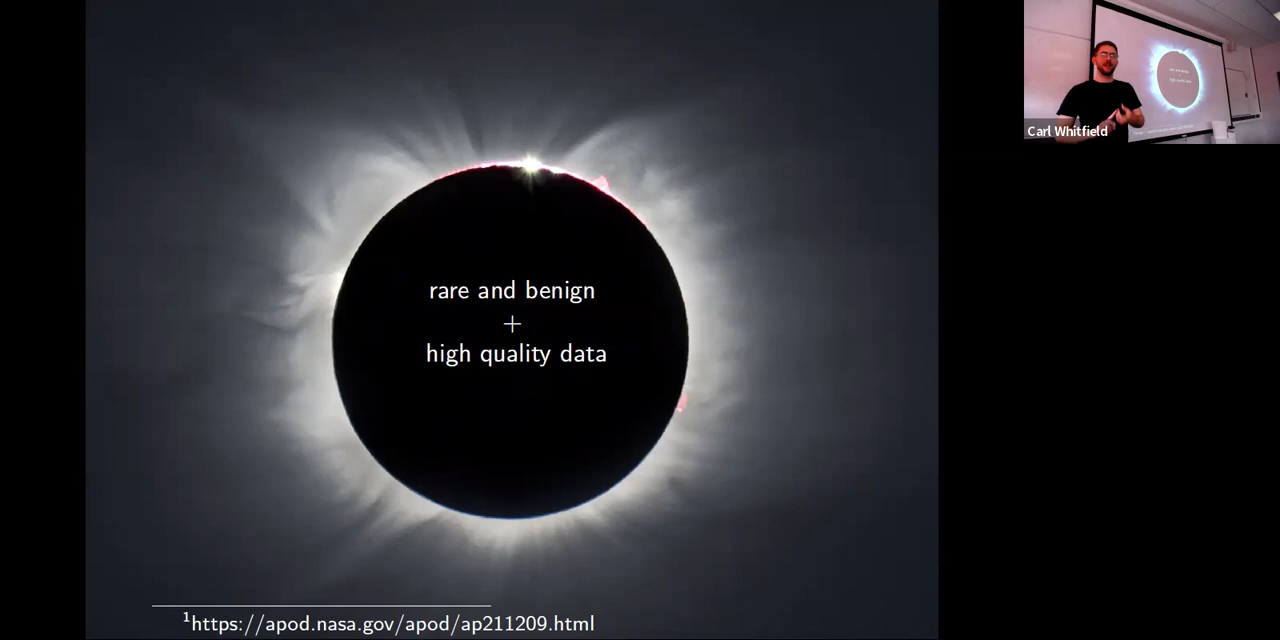 rare and benign
+
high quality data
¹https://apod.nasa.gov/apod/ap211209.html
Carl Whitfield